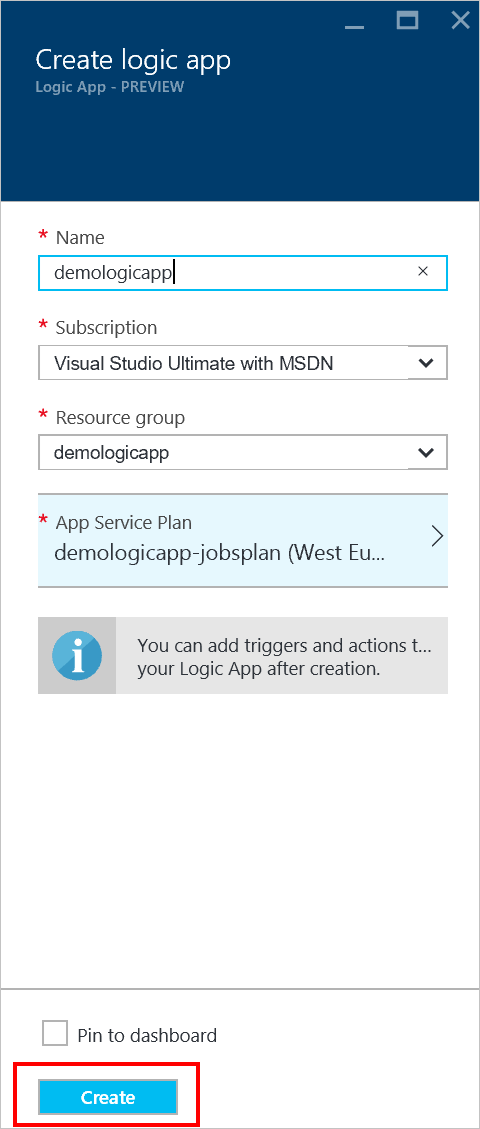 Create logic app
Logic App - PREVIEW
* Name
demologicapp
* Subscription
Visual Studio Ultimate with MSDN
* Resource group
demologicapp
* App Service Plan
demologicapp-jobsplan (West Eu...
You can add triggers and actions t...
your Logic App after creation.
Pin to dashboard
Create